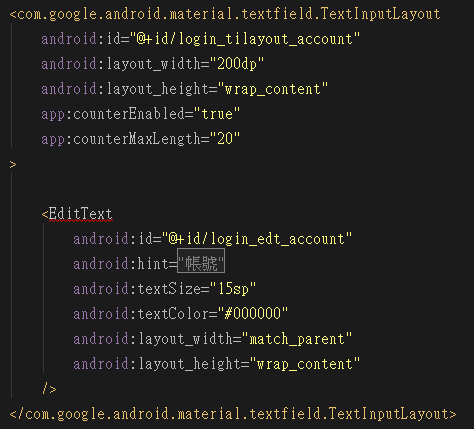 <com.google.android.material.textfield.TextInputLayout
android:id="@+id/login_tilayout_account"
android:layout_width="200dp"
android:layout_height="wrap_content"
app:counterEnabled="true"
app:counterMaxLength="20"
>
<EditText
android:id="@+id/login_edt_account"
android:hint="帳號"
android:textSize="15sp"
android:textColor="#000000"
android:layout_width="match_parent"
android:layout_height="wrap_content"
/>
</com.google.android.material.textfield.TextInputLayout>